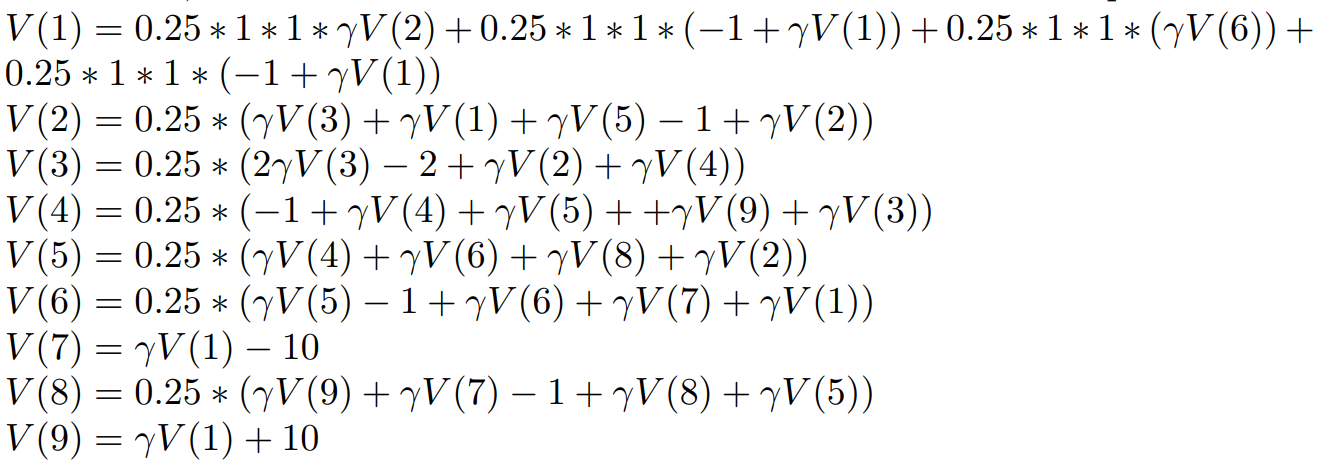 V(1) = 0.25 ∗ 1 ∗ 1 ∗ γV(2) + 0.25 ∗ 1 ∗ 1 ∗ (−1 + γV(1)) + 0.25 ∗ 1 ∗ 1 ∗ (γV(6)) +
0.25 ∗ 1 ∗ 1 ∗ (−1 + γV(1))
V(2) = 0.25 ∗ (γV(3) + γV(1) + γV(5) − 1 + γV(2))
V(3) = 0.25 ∗ (2γV(3) − 2 + γV(2) + γV(4))
V(4) = 0.25 ∗ (−1 + γV(4) + γV(5) + +γV(9) + γV(3))
V(5) = 0.25 ∗ (γV(4) + γV(6) + γV(8) + γV(2))
V(6) = 0.25 ∗ (γV(5) − 1 + γV(6) + γV(7) + γV(1))
V(7) = γV(1) − 10
V(8) = 0.25 ∗ (γV(9) + γV(7) − 1 + γV(8) + γV(5))
V(9) = γV(1) + 10